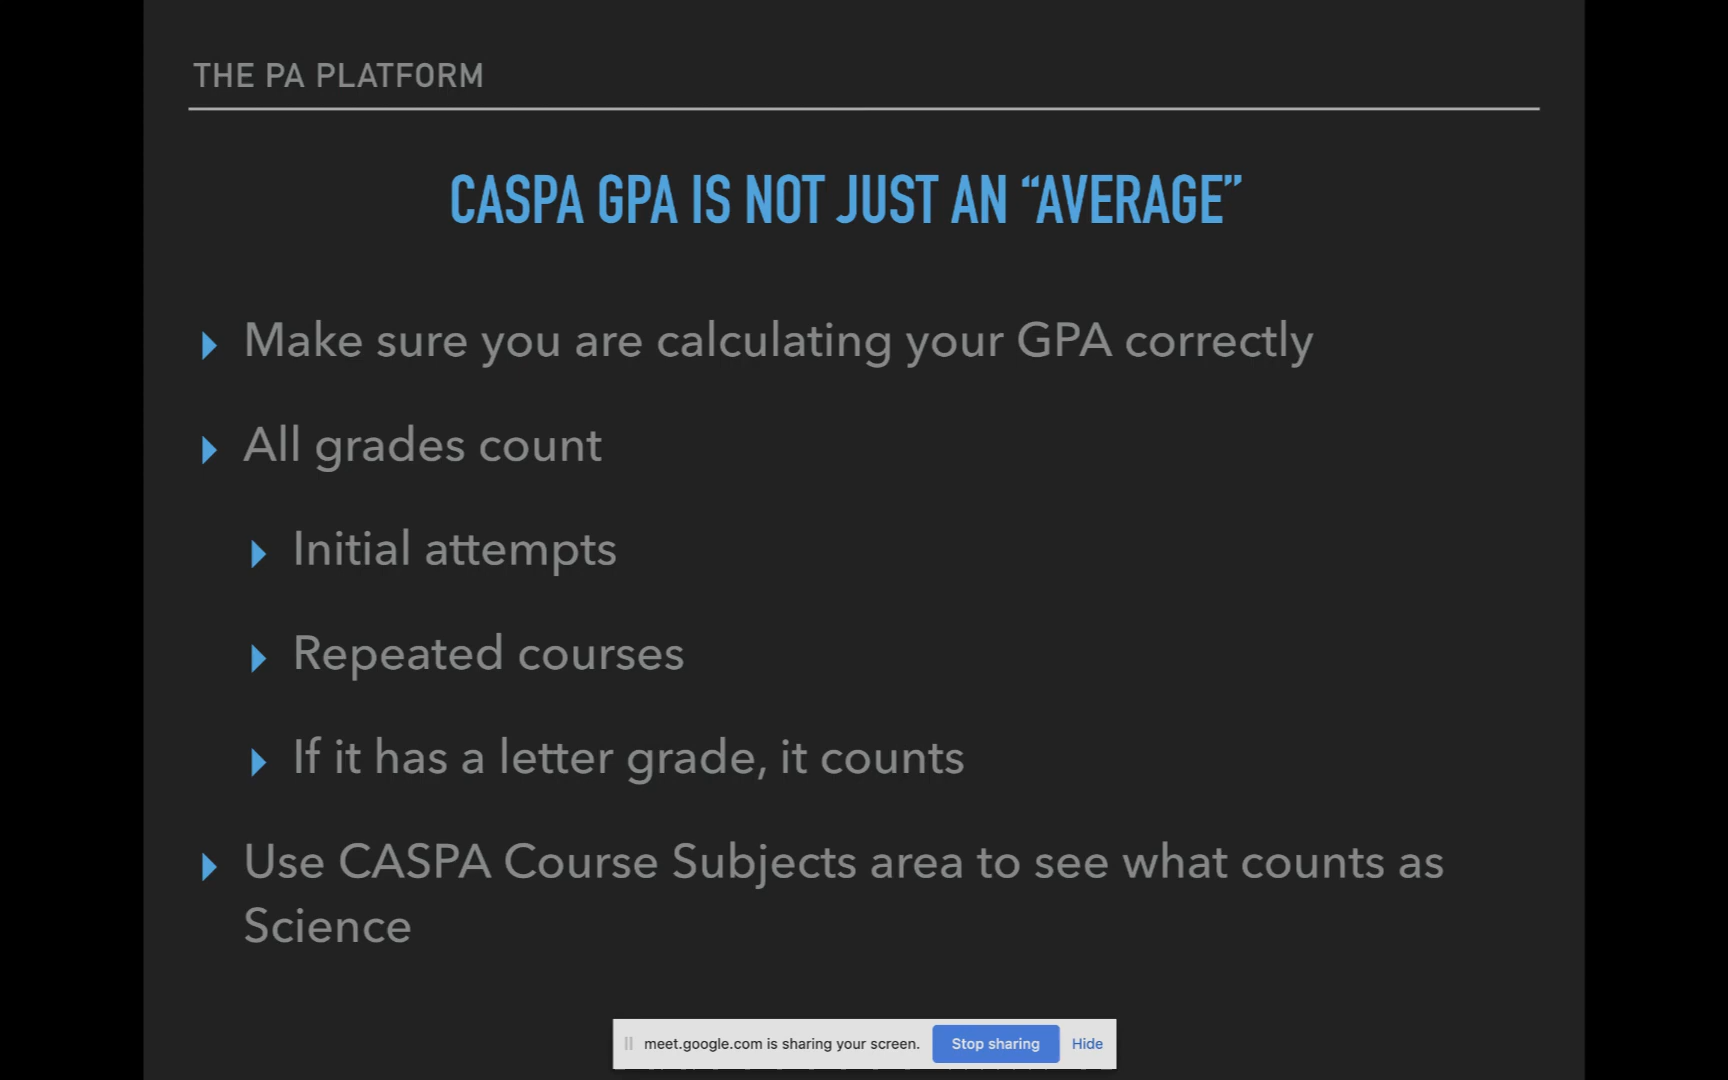 THE PA PLATFORM
CASPA GPA IS NOT JUST AN “AVERAGE”
Make sure you are calculating your GPA correctly
All grades count
Initial attempts
Repeated courses
If it has a letter grade, it counts
Use CASPA Course Subjects area to see what counts as
Science
meet.google.com is sharing your screen. Stop sharing Hide